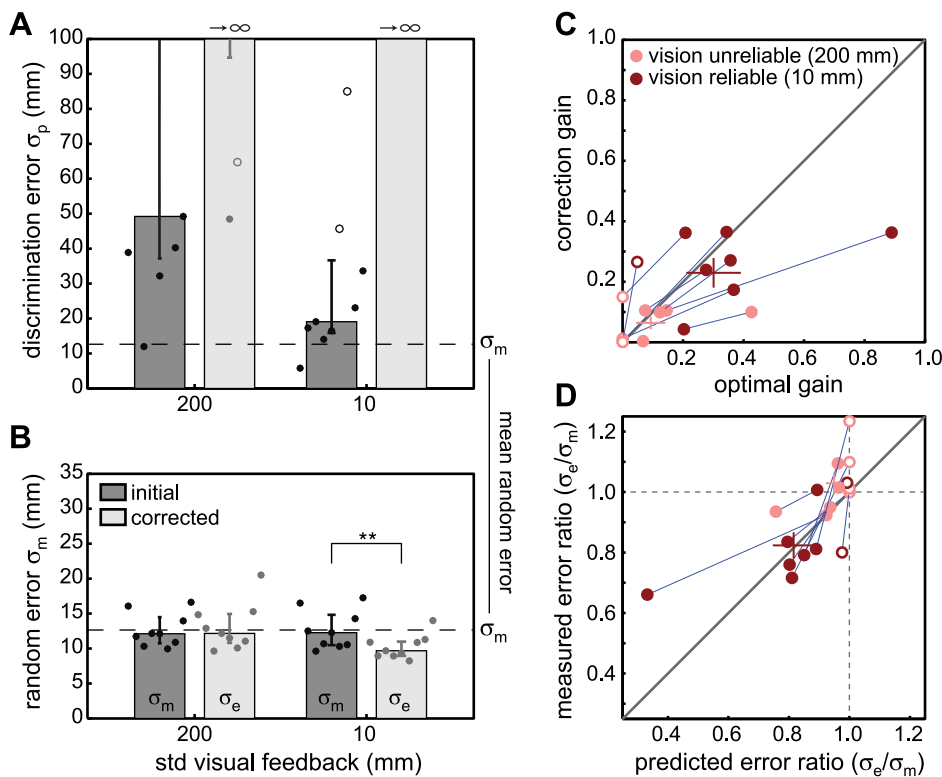 A
→∞
→∞
100
90
80
70
60
50
40
30
20
10
0
discrimination error σp (mm)
200
10
σm
mean random error
B
35
30
25
20
15
10
5
0
random error σm (mm)
initial
corrected
**
σm
σm
σe
σm
σe
200
10
std visual feedback (mm)
C
1.0
0.8
0.6
0.4
0.2
correction gain
vision unreliable (200 mm)
vision reliable (10 mm)
0.2
0.4
0.6
0.8
1.0
optimal gain
D
1.2
1.0
0.8
0.6
0.4
measured error ratio (σe/σm)
0.4
0.6
0.8
1.0
1.2
predicted error ratio (σe/σm)